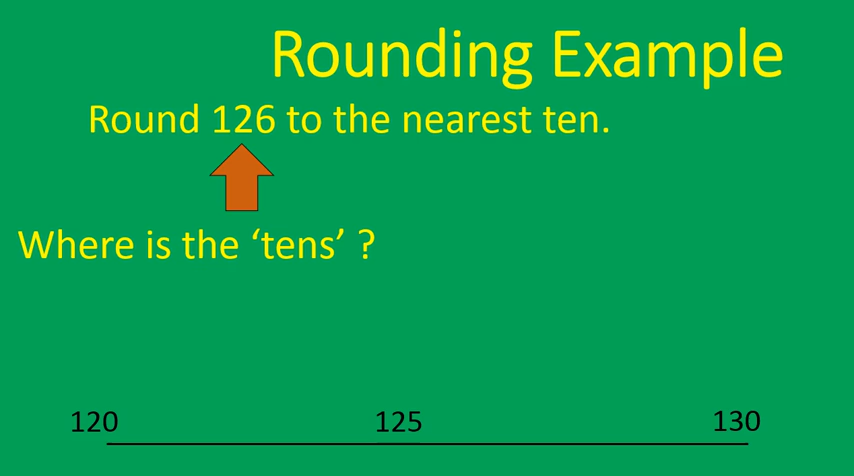 Rounding Example
Round 126 to the nearest ten.
Where is the ‘tens’ ?
120 125 130